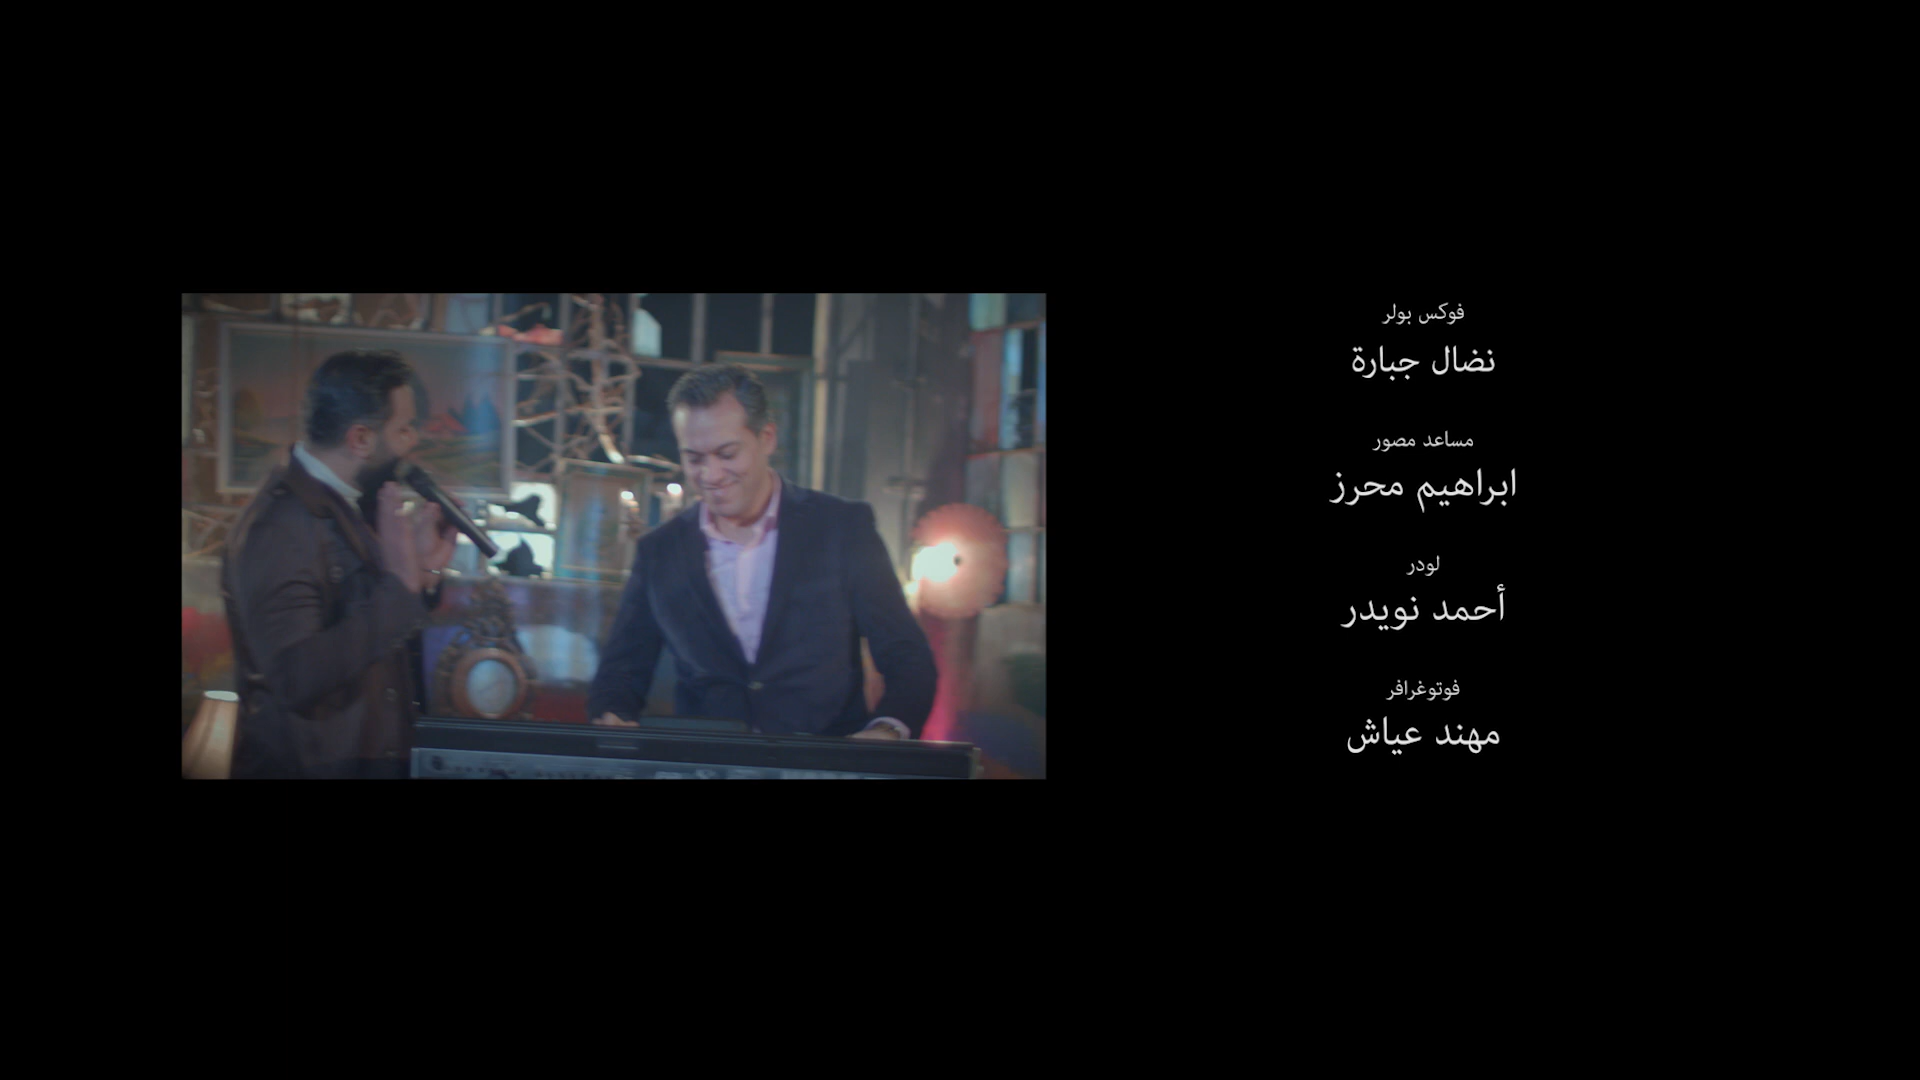 فوكس بولر
نضال جبارة
مساعد مصور
ابراهيم محرز
لودر
أحمد نويدر
فوتوغرافر
مهند عياش